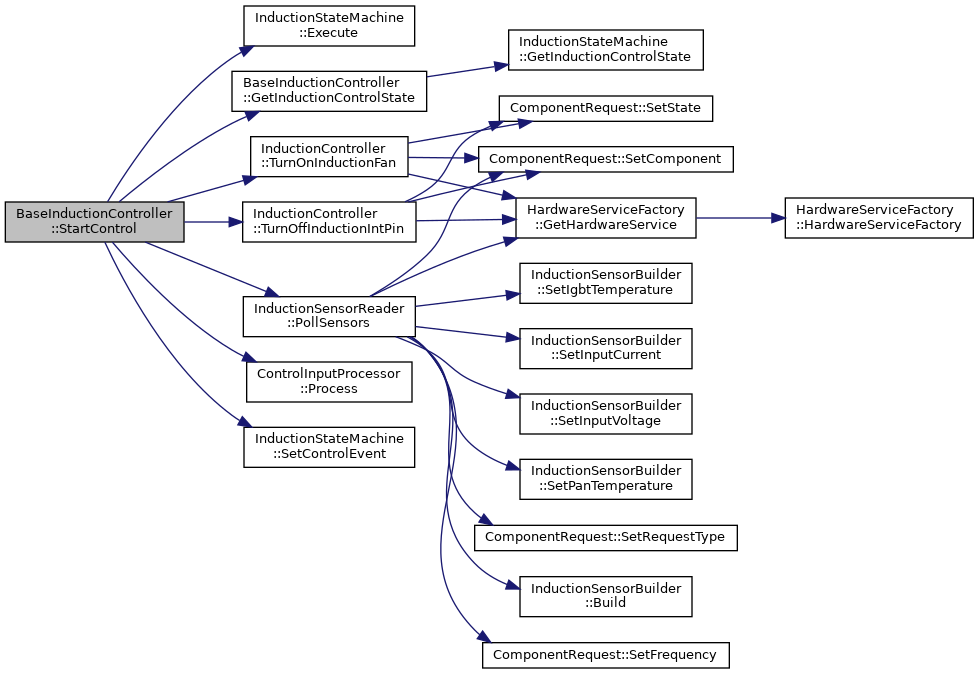 BaseInductionController
::StartControl
InductionStateMachine
::Execute
BaseInductionController
::GetInductionControlState
InductionController
::TurnOnInductionFan
InductionController
::TurnOffInductionIntPin
InductionSensorReader
::PollSensors
ControlInputProcessor
::Process
InductionStateMachine
::SetControlEvent
InductionStateMachine
::GetInductionControlState
ComponentRequest::SetState
ComponentRequest::SetComponent
HardwareServiceFactory
::GetHardwareService
InductionSensorBuilder
::SetIgbtTemperature
InductionSensorBuilder
::SetInputCurrent
InductionSensorBuilder
::SetInputVoltage
InductionSensorBuilder
::SetPanTemperature
ComponentRequest::SetRequestType
InductionSensorBuilder
::Build
ComponentRequest::SetFrequency
HardwareServiceFactory
::HardwareServiceFactory